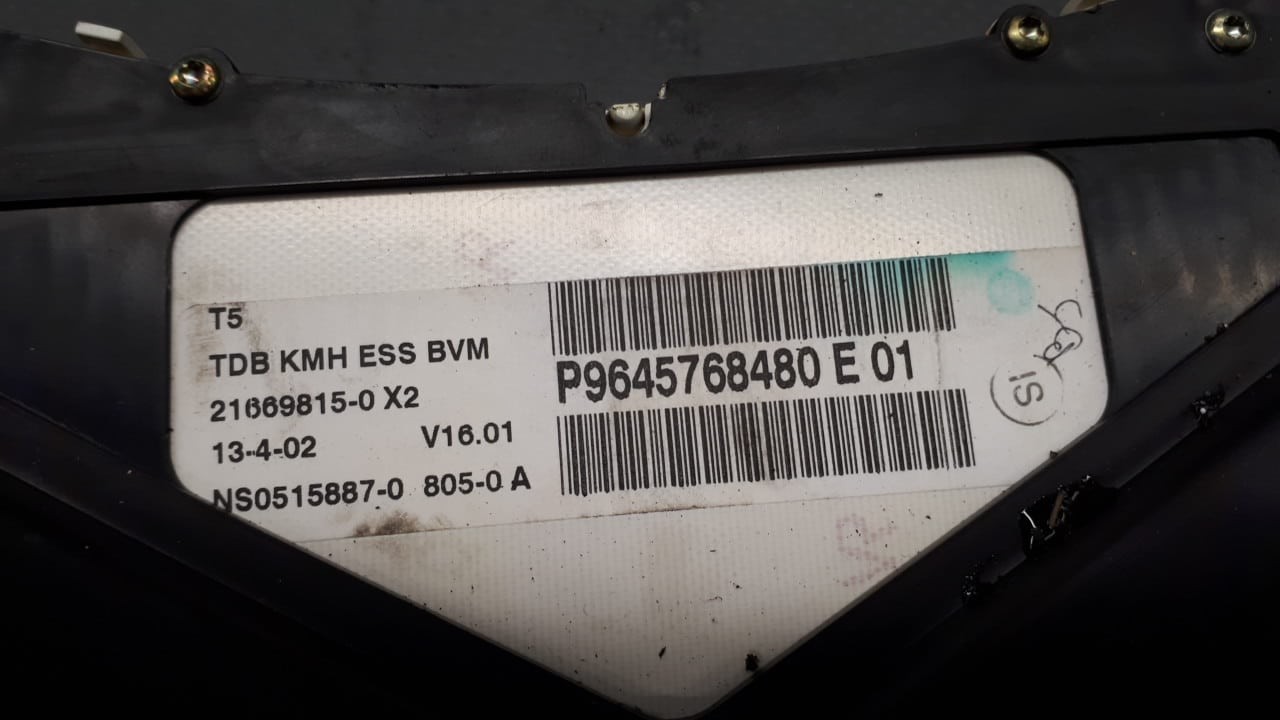 T5
TDB KMH ESS BVM
21669815-0 X2
13-4-02 V16.01
NS0515887-0 805-0 A
P9645768480 E 01
IS